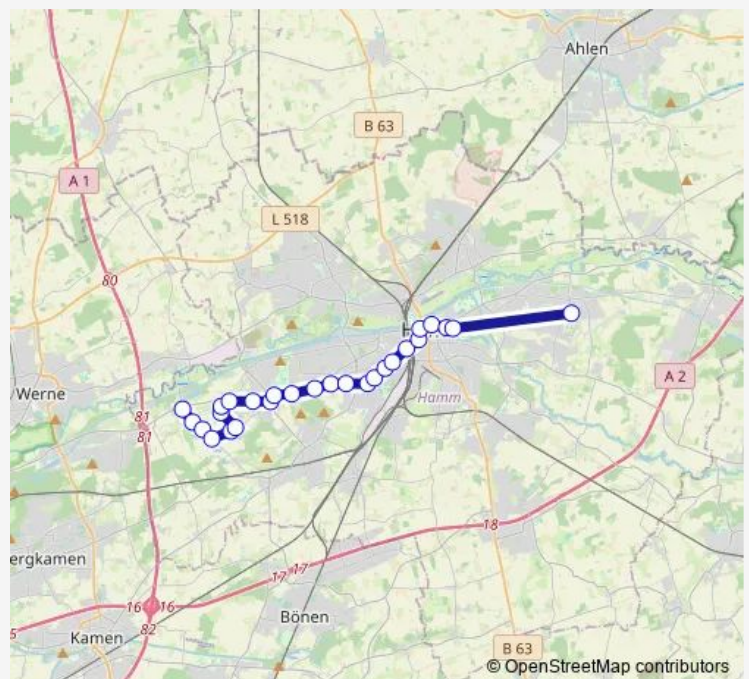 Ahlen
B 63
A 1
L 518
80
H
A 2
Werne
81
81
Hamm
18
ergkamen
17 17
16 16
Bönen
82
Kamen
B 63
© OpenStreetMap contributors